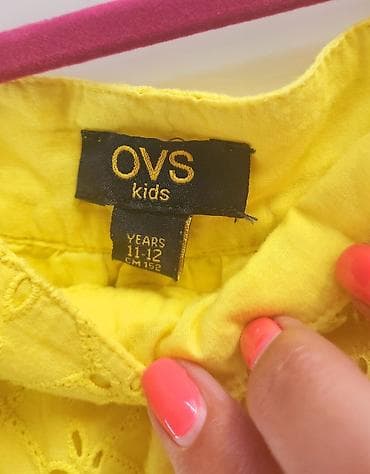 OVS
kids
YEARS
11-12
CM 152